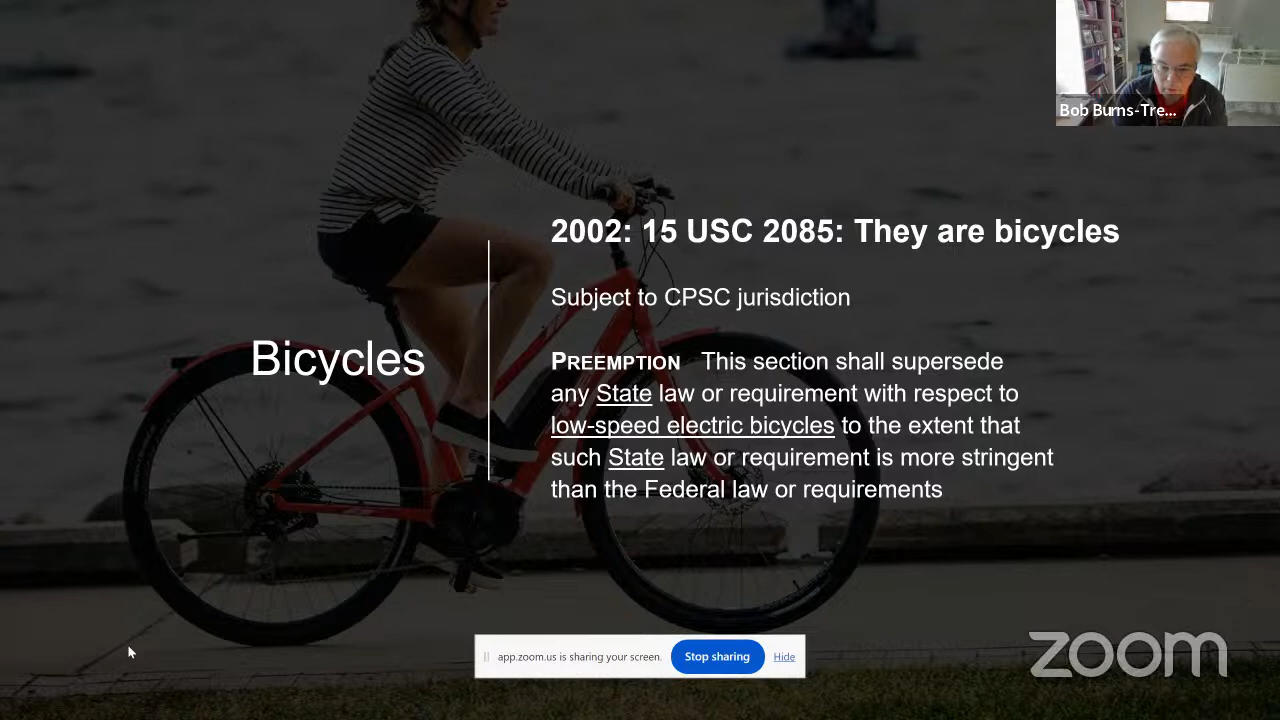 Bob Burns-Tre...
2002: 15 USC 2085: They are bicycles
Subject to CPSC jurisdiction
Bicycles
PREEMPTION This section shall supersede
any State law or requirement with respect to
low-speed electric bicycles to the extent that
such State law or requirement is more stringent
than the Federal law or requirements
app.zoom.us is sharing your screen.
Stop sharing
Hide
zoom